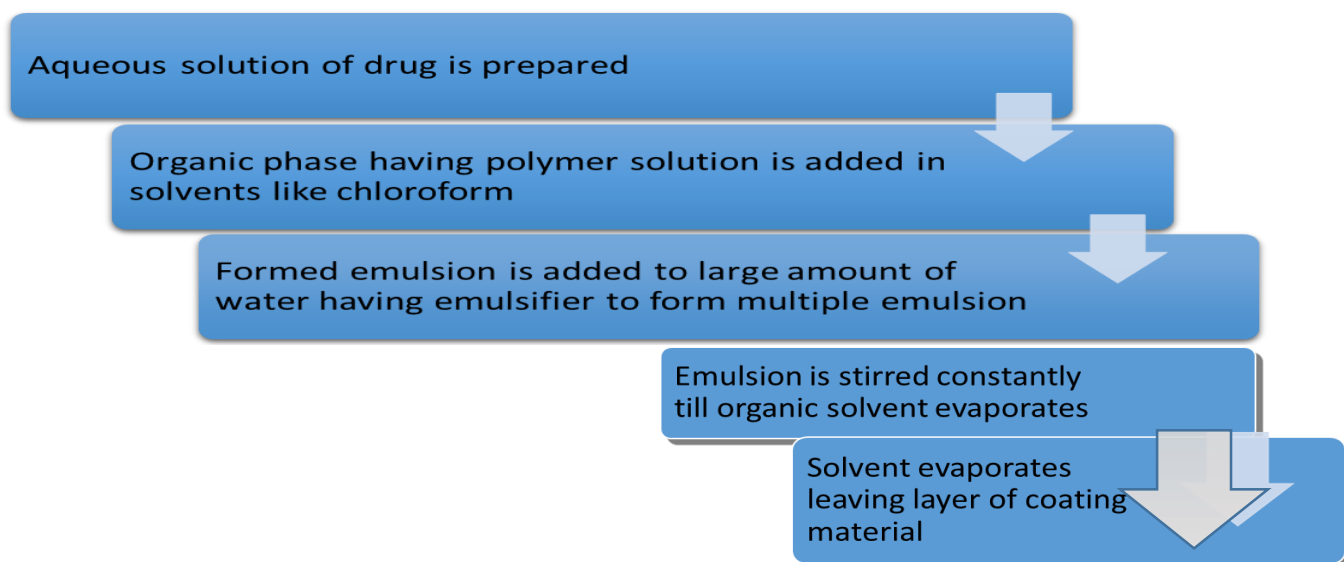 Aqueous solution of drug is prepared
Organic phase having polymer solution is added in
solvents like chloroform
Formed emulsion is added to large amount of
water having emulsifier to form multiple emulsion
Emulsion is stirred constantly
till organic solvent evaporates
Solvent evaporates
leaving layer of coating
material